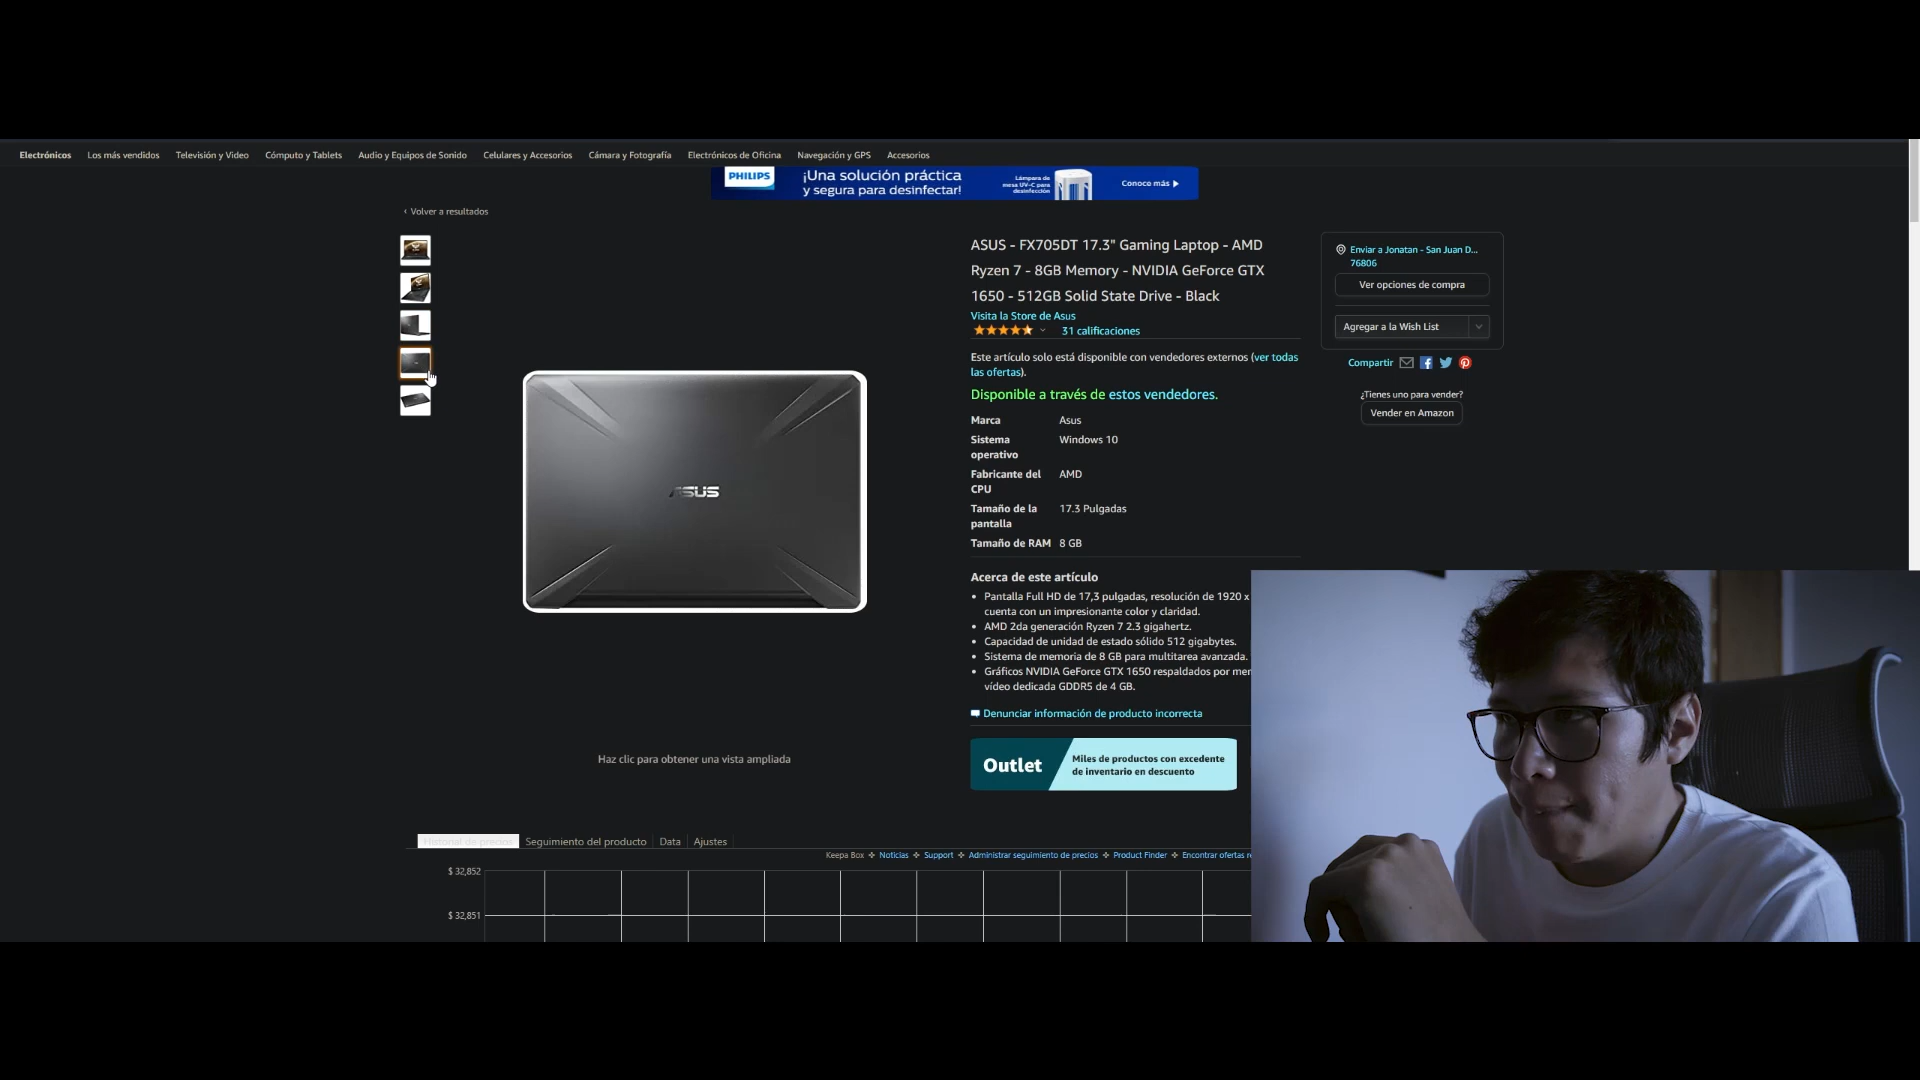 Electrónicos Los más vendidos Televisión y Video Cómputo y Tablets Audio y Equipos de Sonido Celulares y Accesorios Cámara y Fotografía Electrónicos de Oficina Navegación y GPS Accesorios
PHILIPS
¡Una solución práctica
y segura para desinfectar!
Lámpara de
mesa UV-C para
desinfección
Conoce más
‹ Volver a resultados
ASUS
Haz clic para obtener una vista ampliada
ASUS - FX705DT 17.3" Gaming Laptop - AMD
Ryzen 7 - 8GB Memory - NVIDIA GeForce GTX
1650 - 512GB Solid State Drive - Black
Visita la Store de Asus
31 calificaciones
Este artículo solo está disponible con vendedores externos (ver todas
las ofertas).
Disponible a través de estos vendedores.
Marca Asus
Sistema Windows 10
operativo
Fabricante del AMD
CPU
Tamaño de la 17.3 Pulgadas
pantalla
Tamaño de RAM 8 GB
Acerca de este artículo
• Pantalla Full HD de 17,3 pulgadas, resolución de 1920 x
cuenta con un impresionante color y claridad.
• AMD 2da generación Ryzen 7 2.3 gigahertz.
• Capacidad de unidad de estado sólido 512 gigabytes.
• Sistema de memoria de 8 GB para multitarea avanzada.
• Gráficos NVIDIA GeForce GTX 1650 respaldados por mer
vídeo dedicada GDDR5 de 4 GB.
Denunciar información de producto incorrecta
Outlet
Miles de productos con excedente
de inventario en descuento
Enviar a Jonatan - San Juan D...
76806
Ver opciones de compra
Agregar a la Wish List
Compartir
¿Tienes uno para vender?
Vender en Amazon
Seguimiento del producto Data Ajustes
Keepa Box Noticias Support Administrar seguimiento de precios Product Finder Encontrar ofertas
$ 32,852
$ 32,851